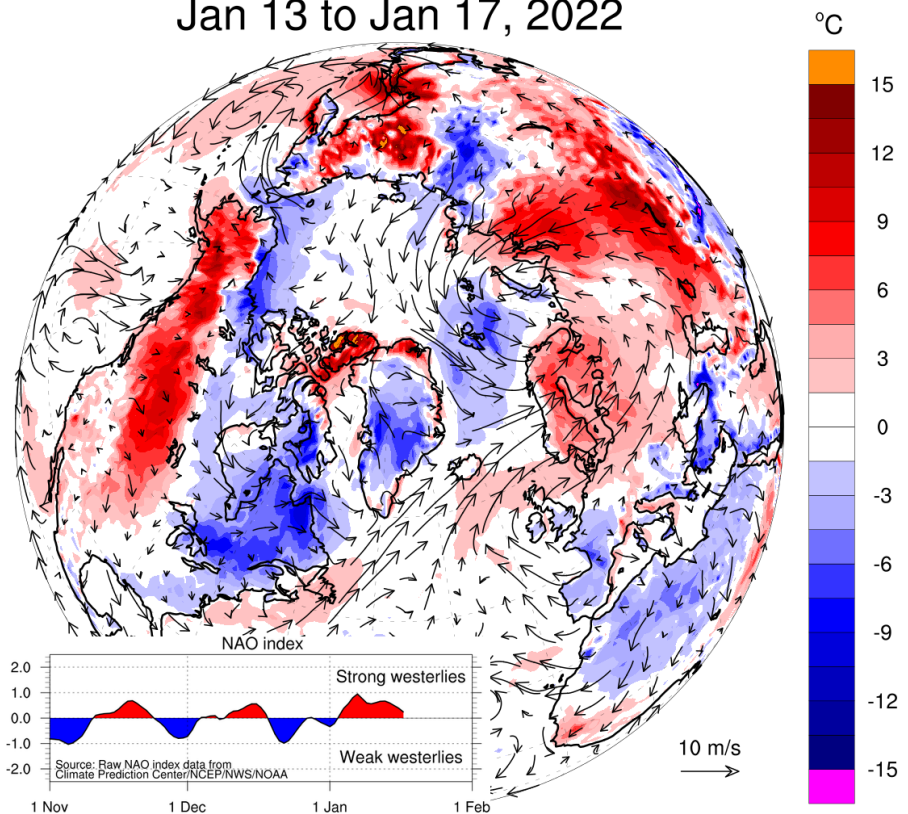 Jan 13 to Jan 17, 2022
°C
15
12
9
6
3
0
-3
-6
-9
-12
-15
10 m/s
NAO index
2.0
1.0
0.0
-1.0
-2.0
Strong westerlies
Weak westerlies
Source: Raw NAO index data from
Climate Prediction Center/NCEP/NWS/NOAA
1 Nov 1 Dec 1 Jan 1 Feb